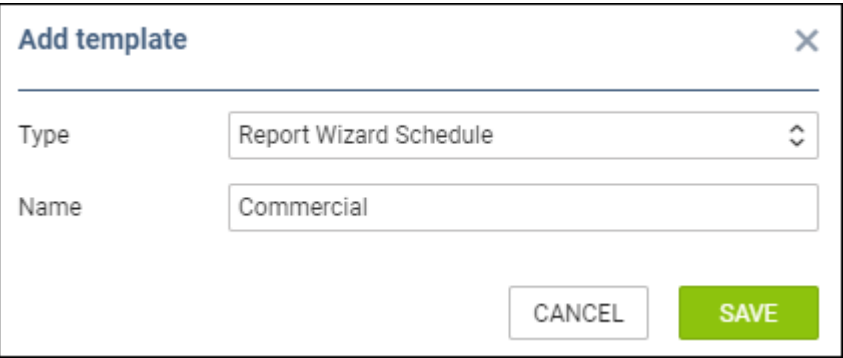 Add template
Type Report Wizard Schedule
Name Commercial
CANCEL SAVE